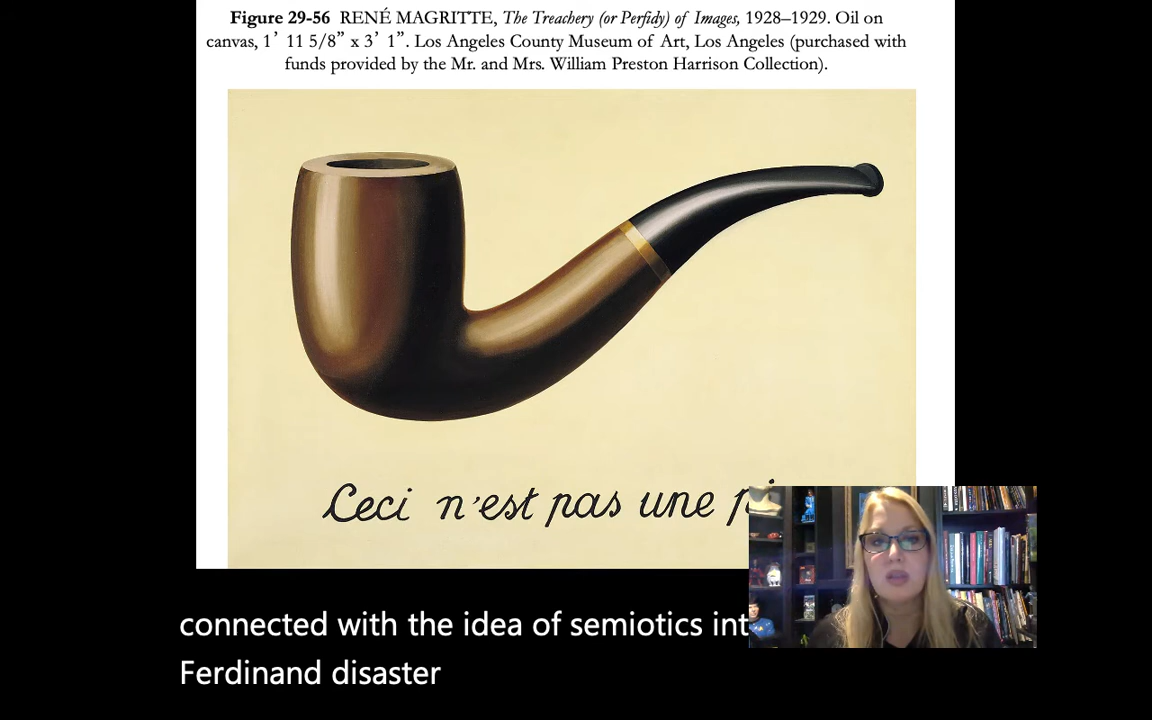 Figure 29-56 RENÉ MAGRITTE, The Treachery (or Perfidy) of Images, 1928–1929. Oil on
canvas, 1’ 11 5/8” x 3’ 1”. Los Angeles County Museum of Art, Los Angeles (purchased with
funds provided by the Mr. and Mrs. William Preston Harrison Collection).
Ceci n'est pas une pi
connected with the idea of semiotics int
Ferdinand disaster